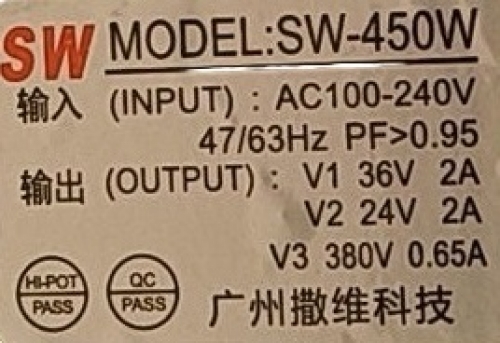 SW MODEL:SW-450W
输入 (INPUT) : AC100-240V
47/63Hz PF>0.95
输出 (OUTPUT) : V1 36V 2A
V2 24V 2A
V3 380V 0.65A
HI-POT PASS
QC PASS
广州撒维科技